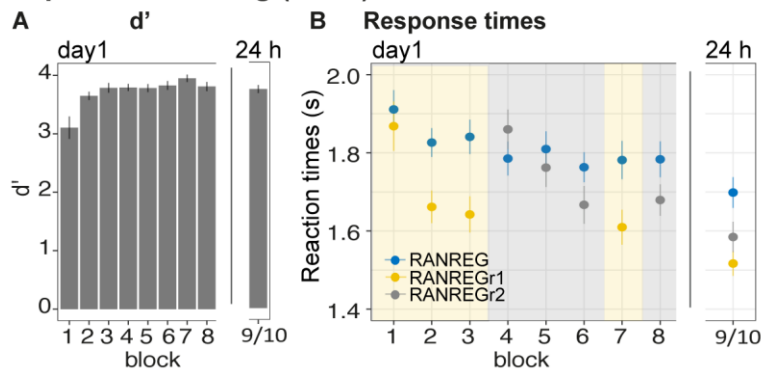 A d'
day1 24 h
4
3
2
1
0
d'
1 2 3 4 5 6 7 8 9/10
block
B Response times
day1 24 h
2.0
1.8
1.6
1.4
Reaction times (s)
RANREG
RANREGr1
RANREGr2
1 2 3 4 5 6 7 8 9/10
block